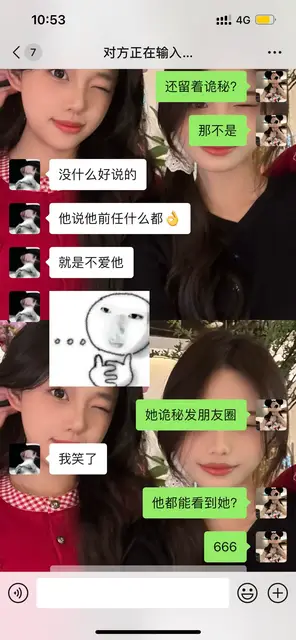 10:53
4G
7
对方正在输入...
还留着诡秘?
那不是
没什么好说的
他说他前任什么都👌
就是不爱他
她诡秘发朋友圈
我笑了
他都能看到她?
666